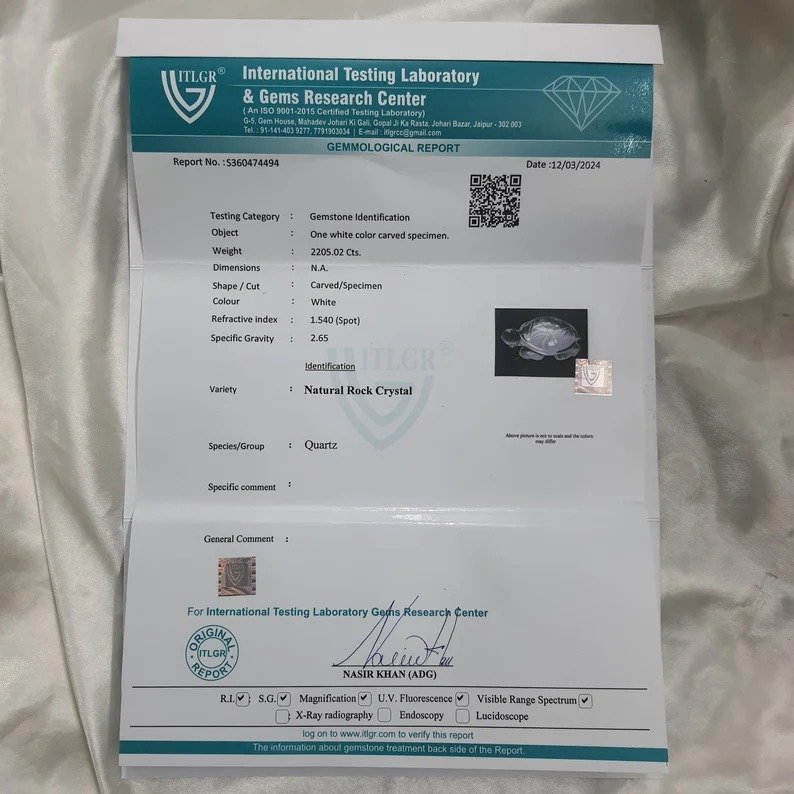 ITLGR®
International Testing Laboratory
& Gems Research Center
( An ISO 9001-2015 Certified Testing Laboratory)
G-5, Gem House, Mahadev Johari Ki Gali, Gopal Ji Ka Rasta, Johari Bazar, Jaipur - 302 003
Tel. : 91-141-403 9277, 7791903034 | E-mail : itlgrcc@gmail.com
GEMMOLOGICAL REPORT
Report No. :S360474494 Date :12/03/2024
Testing Category : Gemstone Identification
Object : One white color carved specimen.
Weight : 2205.02 Cts.
Dimensions : N.A.
Shape / Cut : Carved/Specimen
Colour : White
Refractive index : 1.540 (Spot)
Specific Gravity : 2.65
ITLGR®
Identification
Variety : Natural Rock Crystal
Above picture is not to scale and the colors
may differ
Species/Group : Quartz
Specific comment :
General Comment :
For International Testing Laboratory Gems Research Center
ORIGINAL
ITLGR
REPORT
NASIR KHAN (ADG)
R.I. S.G. Magnification U.V. Fluorescence Visible Range Spectrum
X-Ray radiography Endoscopy Lucidoscope
log on to www.itlgr.com to verify this report
The information about gemstone treatment back side of the Report.